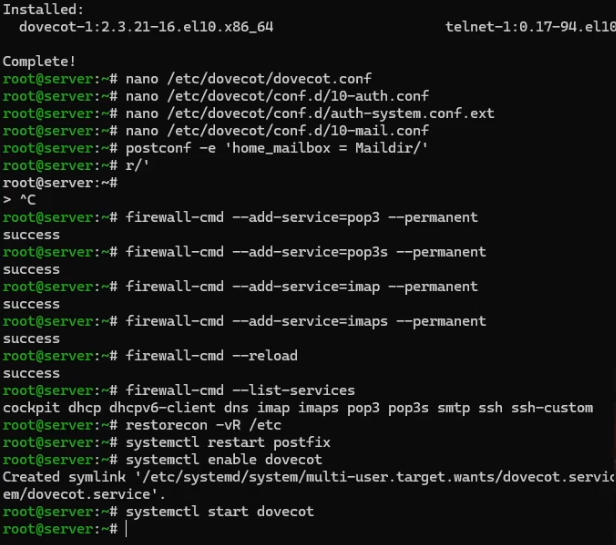 Installed:
  dovecot-1:2.3.21-16.el10.x86_64                    telnet-1:0.17-94.el10

Complete!
root@server:~# nano /etc/dovecot/dovecot.conf
root@server:~# nano /etc/dovecot/conf.d/10-auth.conf
root@server:~# nano /etc/dovecot/conf.d/auth-system.conf.ext
root@server:~# nano /etc/dovecot/conf.d/10-mail.conf
root@server:~# postconf -e 'home_mailbox = Maildir/'
root@server:~# r/'
root@server:~#
> ^C
root@server:~# firewall-cmd --add-service=pop3 --permanent
success
root@server:~# firewall-cmd --add-service=pop3s --permanent
success
root@server:~# firewall-cmd --add-service=imap --permanent
success
root@server:~# firewall-cmd --add-service=imaps --permanent
success
root@server:~# firewall-cmd --reload
success
root@server:~# firewall-cmd --list-services
cockpit dhcp dhcpv6-client dns imap imaps pop3 pop3s smtp ssh ssh-custom
root@server:~# restorecon -vR /etc
root@server:~# systemctl restart postfix
root@server:~# systemctl enable dovecot
Created symlink '/etc/systemd/system/multi-user.target.wants/dovecot.servic
em/dovecot.service'.
root@server:~# systemctl start dovecot
root@server:~#